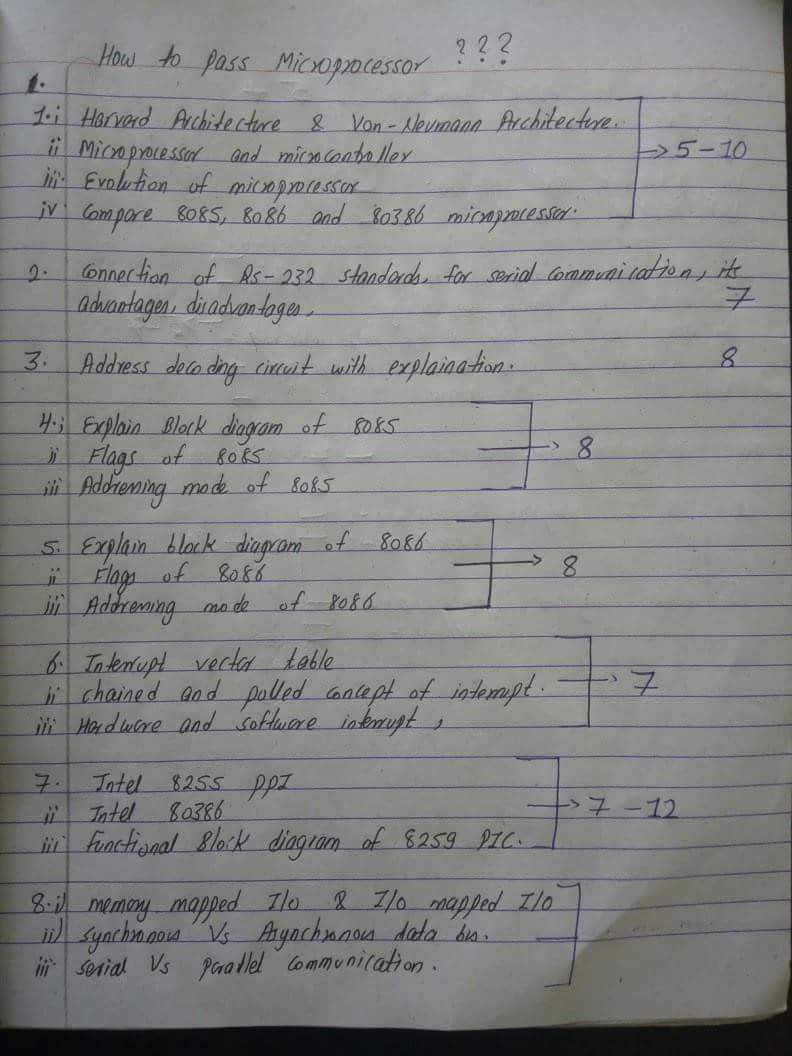 How to pass Microprocessor ???
1.
1.i Harvard Architecture & Von-Neumann Architecture.
ii Microprocessor and microcontroller → 5-10
iii. Evolution of microprocessor
iv. Compare 8085, 8086 and 80386 microprocessor.
2. Connection of RS-232 standards, for serial communication, its
advantages, disadvantages, 7
3. Address decoding circuit with explaination. 8
4.i Explain Block diagram of 8085
ii Flags of 8085 → 8
iii Addressing mode of 8085
5. Explain block diagram of 8086
ii Flags of 8086 → 8
iii Addressing mode of 8086
6. Interrupt vector table
ii chained and polled concept of interrupt. → 7
iii Hardware and software interrupt,
7. Intel 8255 PPI
ii Intel 80386 → 7-12
iii Functional Block diagram of 8259 PIC.
8.i) memory mapped I/o & I/o mapped I/o
ii) synchronous Vs Asynchronous data bus.
iii serial Vs parallel communication.